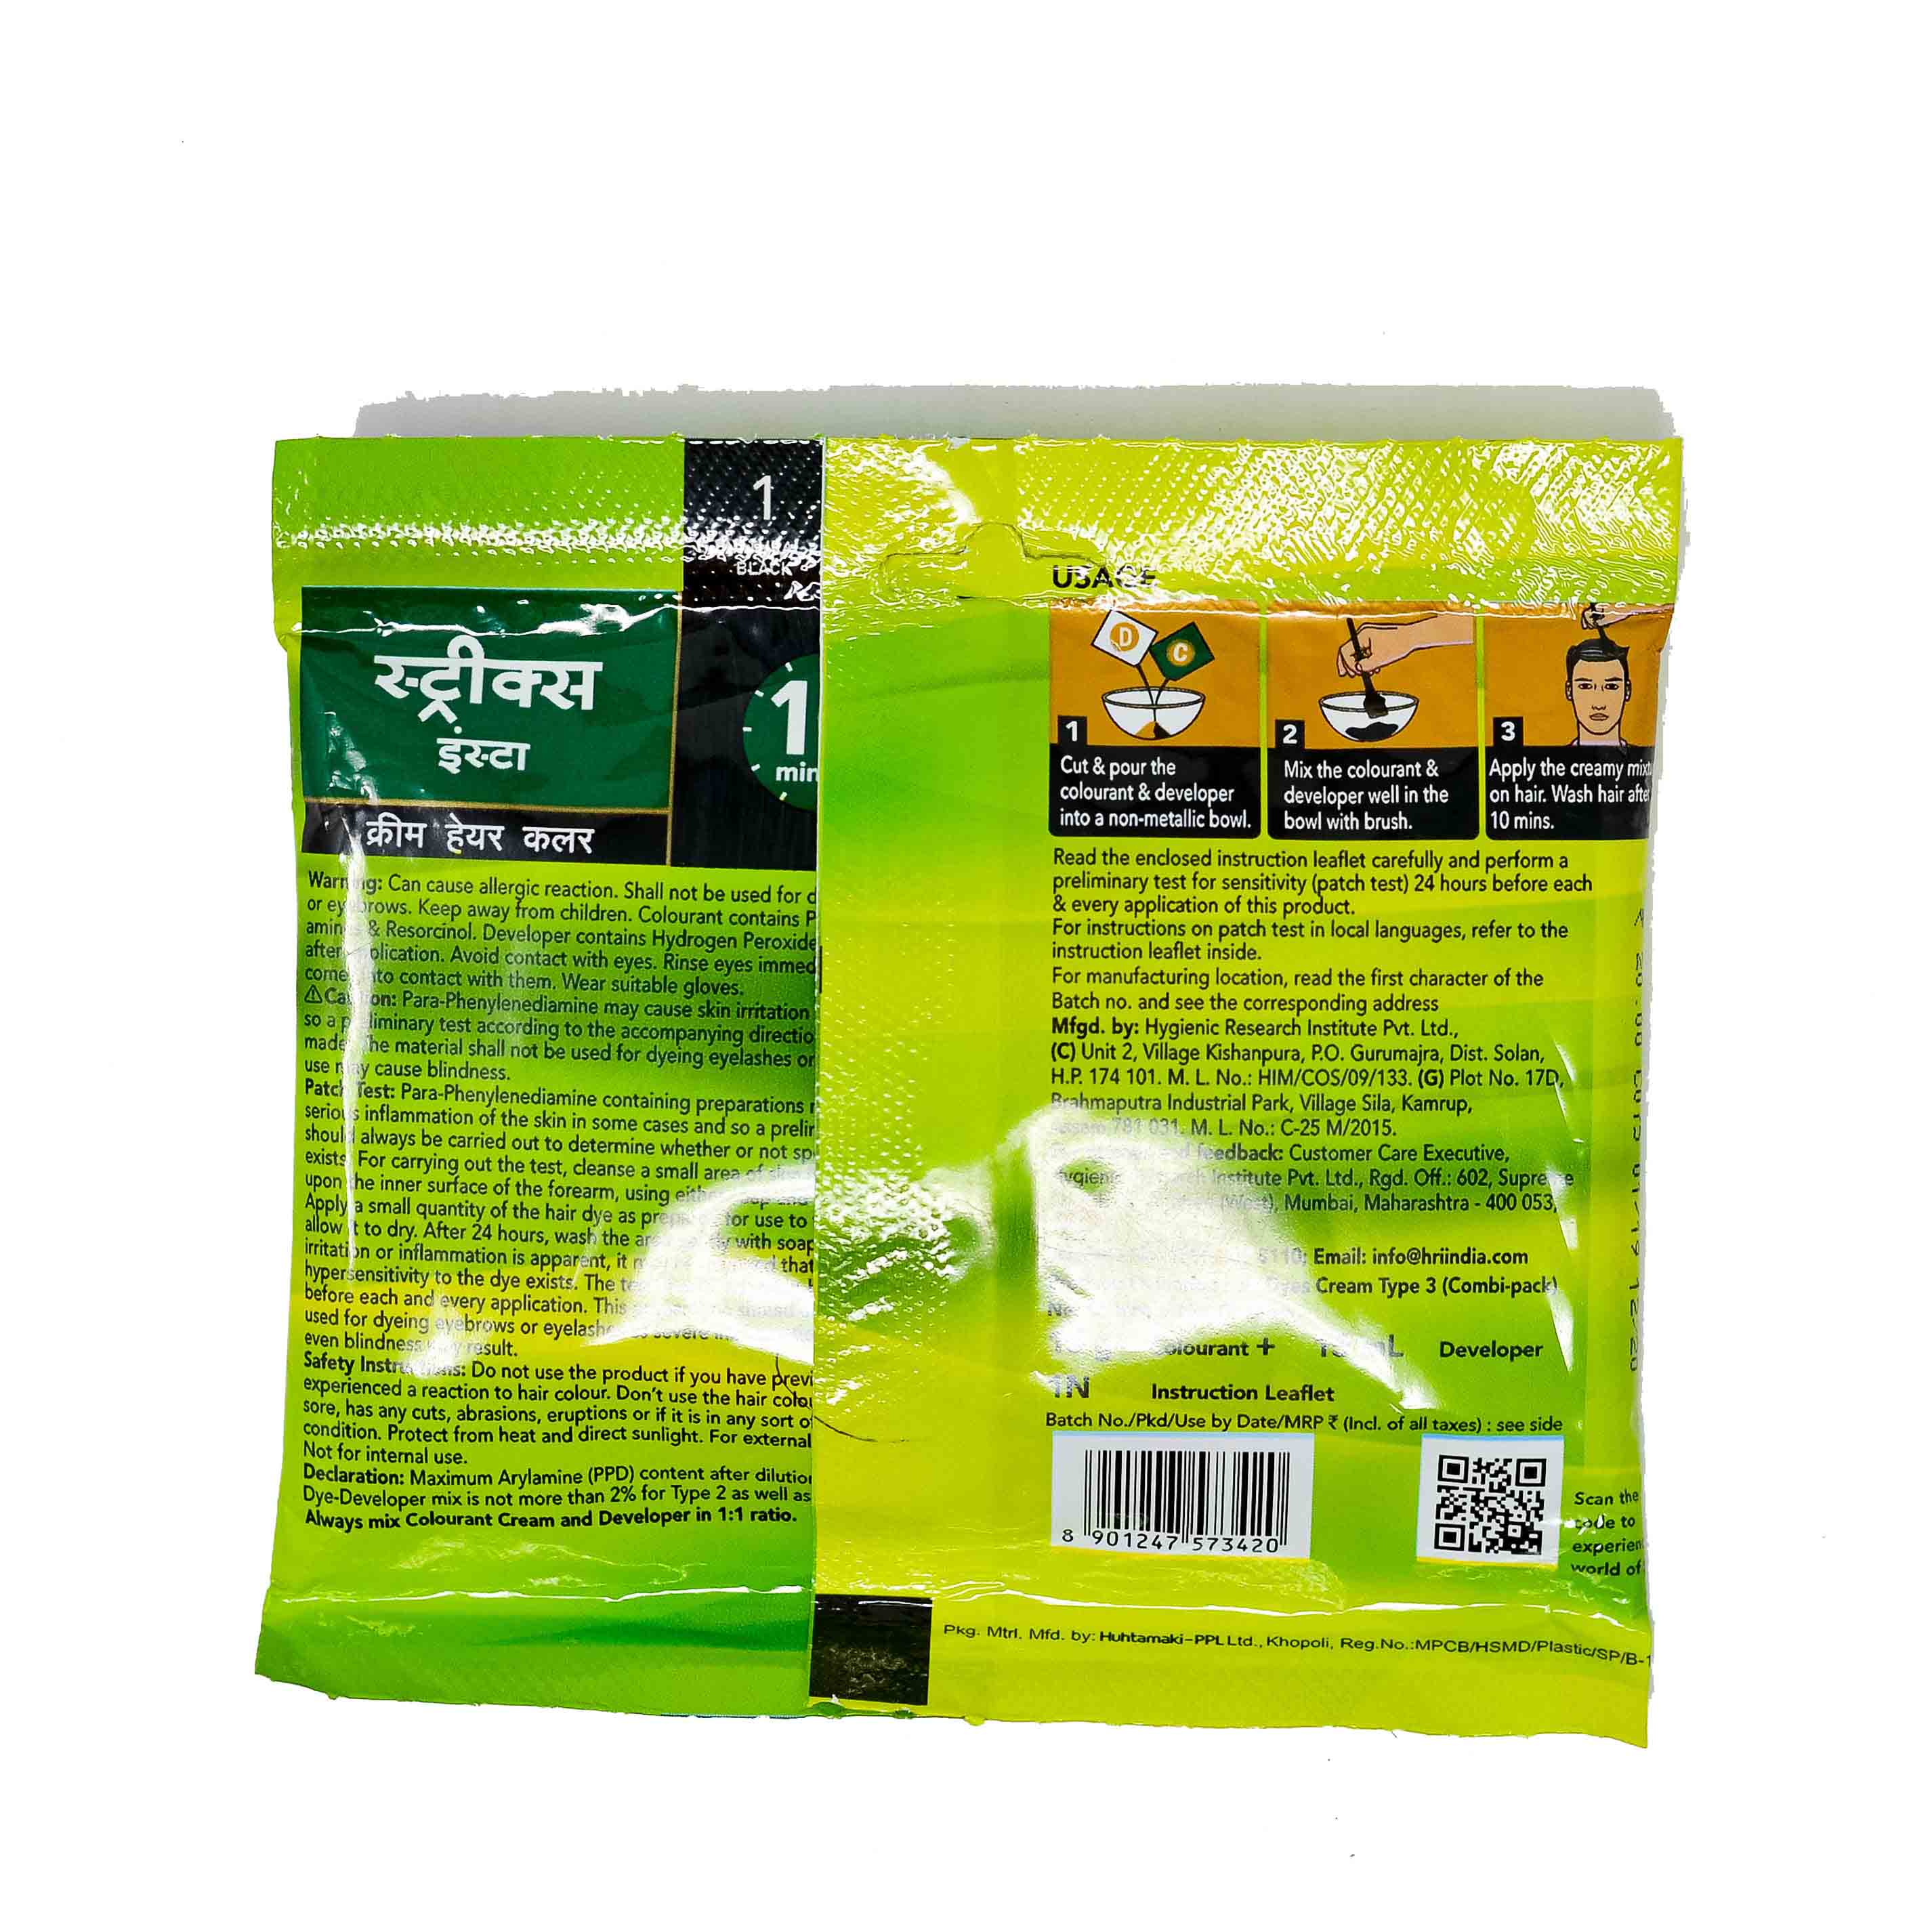 1
BLACK
स्ट्रीक्स
इंस्टा
क्रीम हेयर कलर
1
min
Warning: Can cause allergic reaction. Shall not be used for
or eyebrows. Keep away from children. Colourant contains
& Resorcinol. Developer contains Hydrogen Peroxide
after application. Avoid contact with eyes. Rinse eyes
into contact with them. Wear suitable gloves.
⚠Caution: Para-Phenylenediamine may cause skin irritation
so a preliminary test according to the accompanying
made. The material shall not be used for dyeing eyelashes or
use may cause blindness.
Patch Test: Para-Phenylenediamine containing preparations
serious inflammation of the skin in some cases and so a
should always be carried out to determine whether or not
exists. For carrying out the test, cleanse a small area of
upon the inner surface of the forearm, using
Apply a small quantity of the hair dye as for use to
allow it to dry. After 24 hours, wash the with soap
irritation or inflammation is apparent, it that
hypersensitivity to the dye exists. The
before each and every application. This
used for dyeing eyebrows or severe
even blindness may result.
Safety Instructions: Do not use the product if you have
experienced a reaction to hair colour. Don't use the hair
sore, has any cuts, abrasions, eruptions or if it is in any sort
condition. Protect from heat and direct sunlight. For external
Not for internal use.
Declaration: Maximum Arylamine (PPD) content after
Dye-Developer mix is not more than 2% for Type 2 as well as
Always mix Colourant Cream and Developer in 1:1 ratio.
USAGE
D
C
1
Cut & pour the
colourant & developer
into a non-metallic bowl.
2
Mix the colourant &
developer well in the
bowl with brush.
3
Apply the creamy
on hair. Wash hair after
10 mins.
Read the enclosed instruction leaflet carefully and perform a
preliminary test for sensitivity (patch test) 24 hours before each
& every application of this product.
For instructions on patch test in local languages, refer to the
instruction leaflet inside.
For manufacturing location, read the first character of the
Batch no. and see the corresponding address
Mfgd. by: Hygienic Research Institute Pvt. Ltd.,
(C) Unit 2, Village Kishanpura, P.O. Gurumajra, Dist. Solan,
H.P. 174 101. M. L. No.: HIM/COS/09/133. (G) Plot No. 17D,
Brahmaputra Industrial Park, Village Sila, Kamrup,
Assam 781 031. M. L. No.: C-25 M/2015.
feedback: Customer Care Executive,
Institute Pvt. Ltd., Rgd. Off.: 602, Supreme
(West), Mumbai, Maharashtra - 400 053,
Email: info@hriindia.com
Cream Type 3 (Combi-pack)
Colourant + Developer
1N Instruction Leaflet
Batch No./Pkd/Use by Date/MRP ₹ (Incl. of all taxes) : see side
8 901247 573420
Scan the
code to
world of
Pkg. Mtrl. Mfd. by: Huhtamaki-PPL Ltd., Khopoli, Reg.No.:MPCB/HSMD/Plastic/SP/B-1